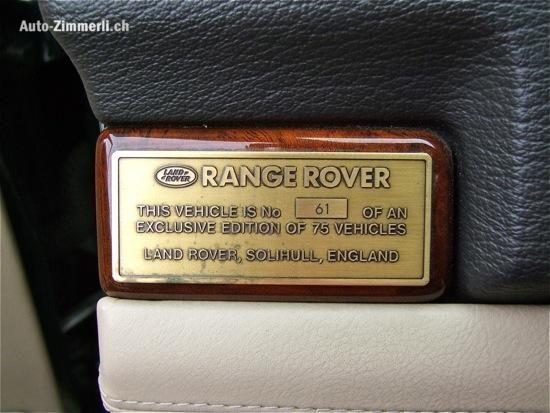 Auto-Zimmerli.ch
LAND ROVER RANGE ROVER
THIS VEHICLE IS No 61 OF AN
EXCLUSIVE EDITION OF 75 VEHICLES
LAND ROVER, SOLIHULL, ENGLAND